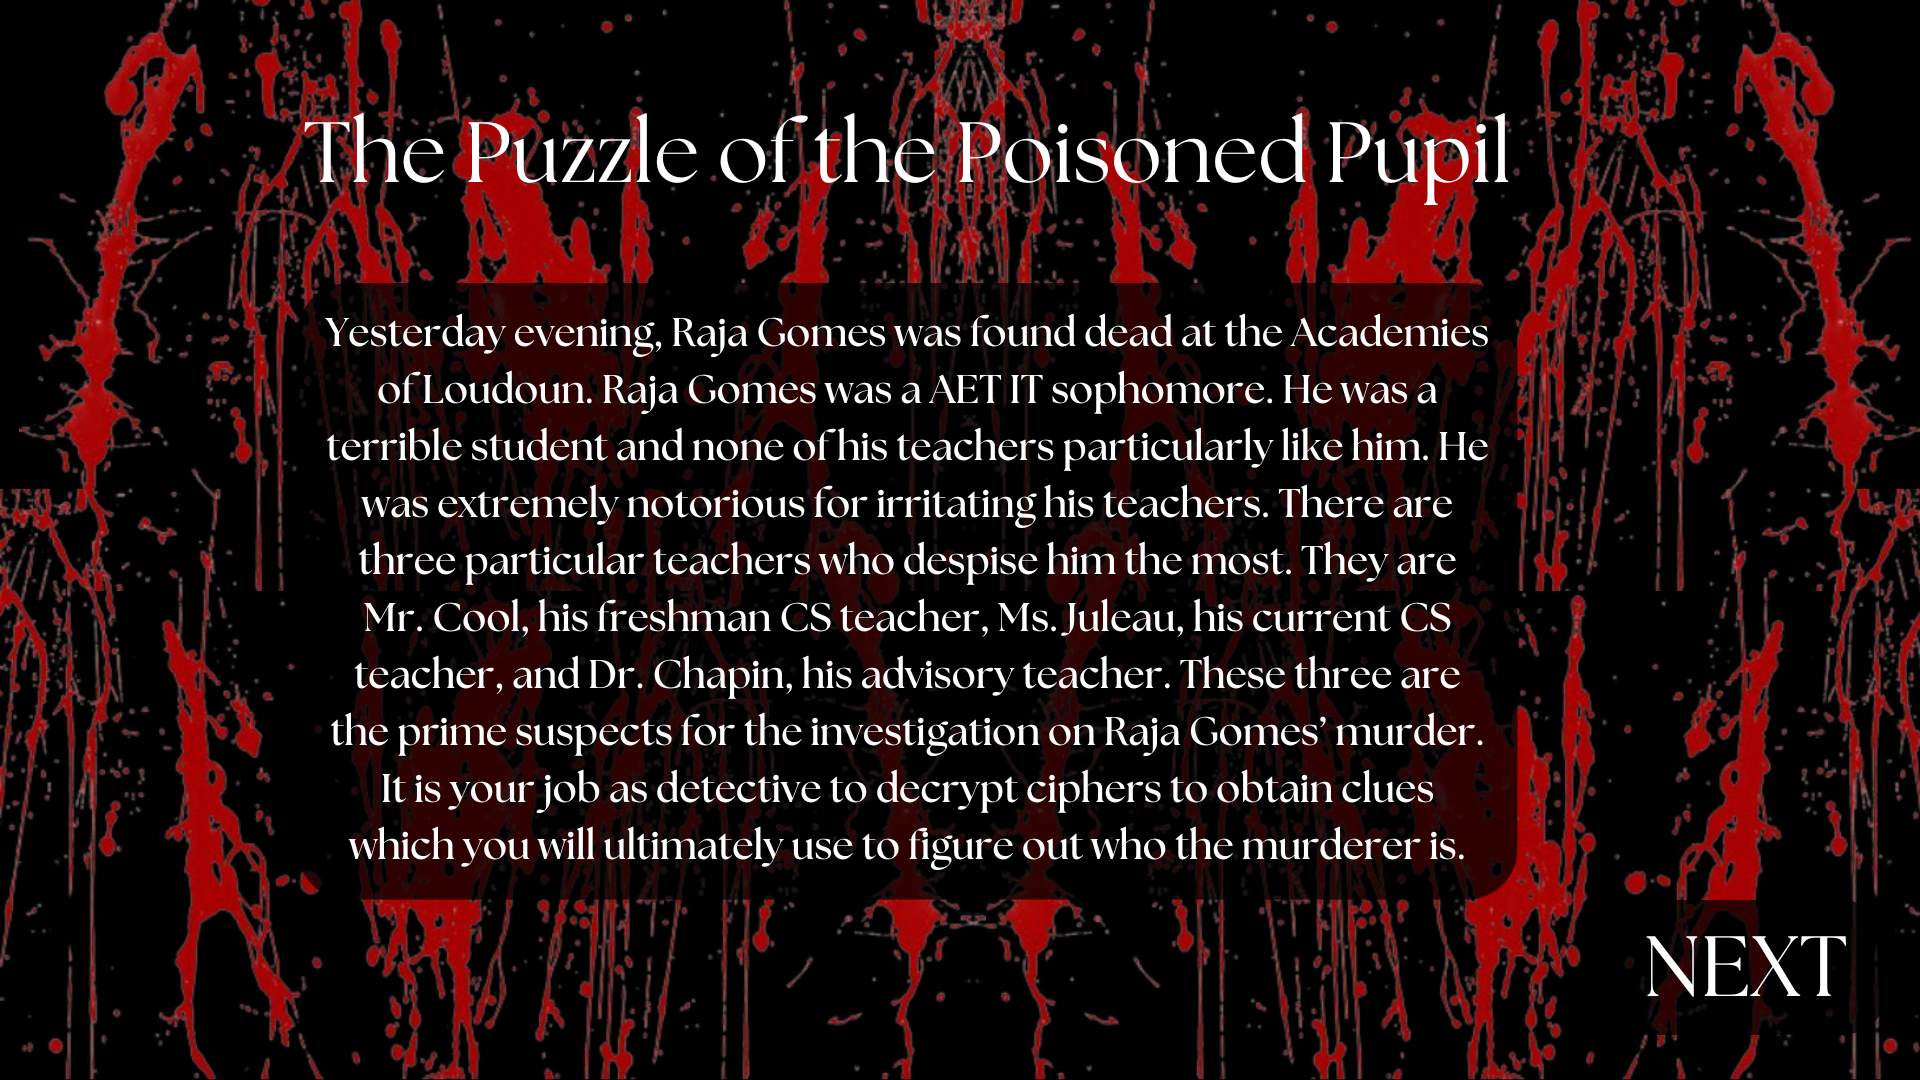 The Puzzle of the Poisoned Pupil
Yesterday evening, Raja Gomes was found dead at the Academies
of Loudoun. Raja Gomes was a AET IT sophomore. He was a
terrible student and none of his teachers particularly like him. He
was extremely notorious for irritating his teachers. There are
three particular teachers who despise him the most. They are
Mr. Cool, his freshman CS teacher, Ms. Juleau, his current CS
teacher, and Dr. Chapin, his advisory teacher. These three are
the prime suspects for the investigation on Raja Gomes’ murder.
It is your job as detective to decrypt ciphers to obtain clues
which you will ultimately use to figure out who the murderer is.
NEXT